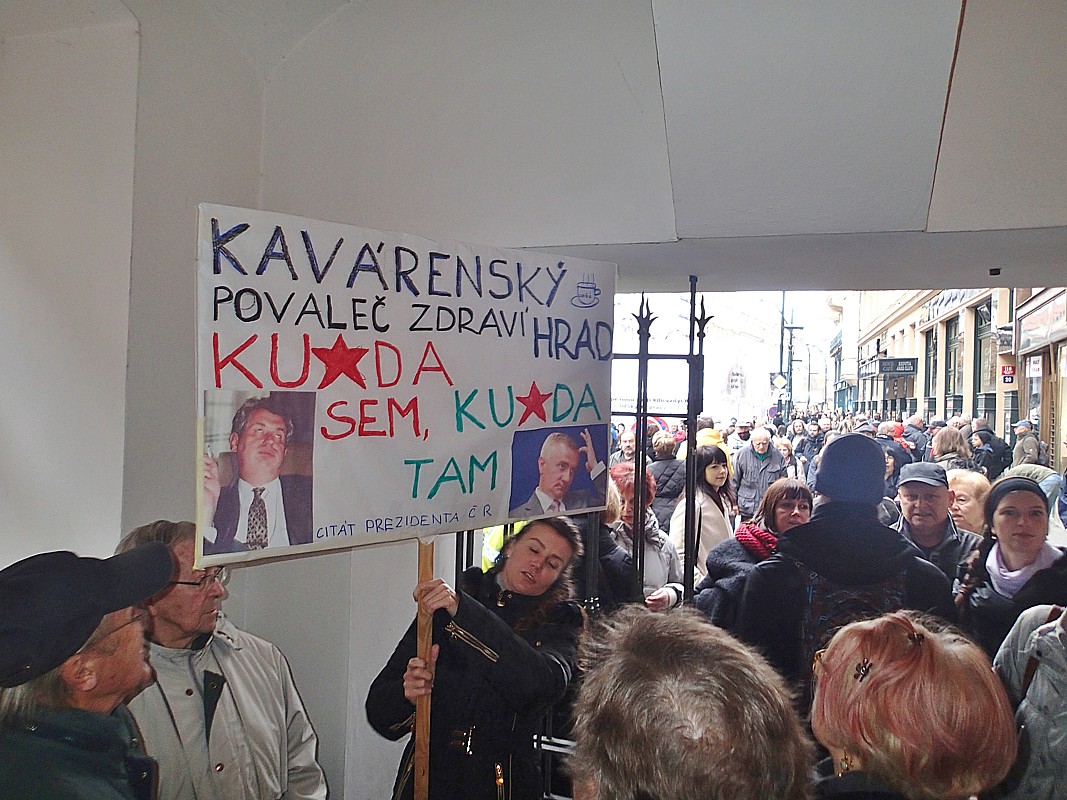 KAVÁRENSKÝ
POVALEČ ZDRAVÍ HRAD
KU★DA
SEM, KU★DA
TAM
CITÁT PREZIDENTA ČR